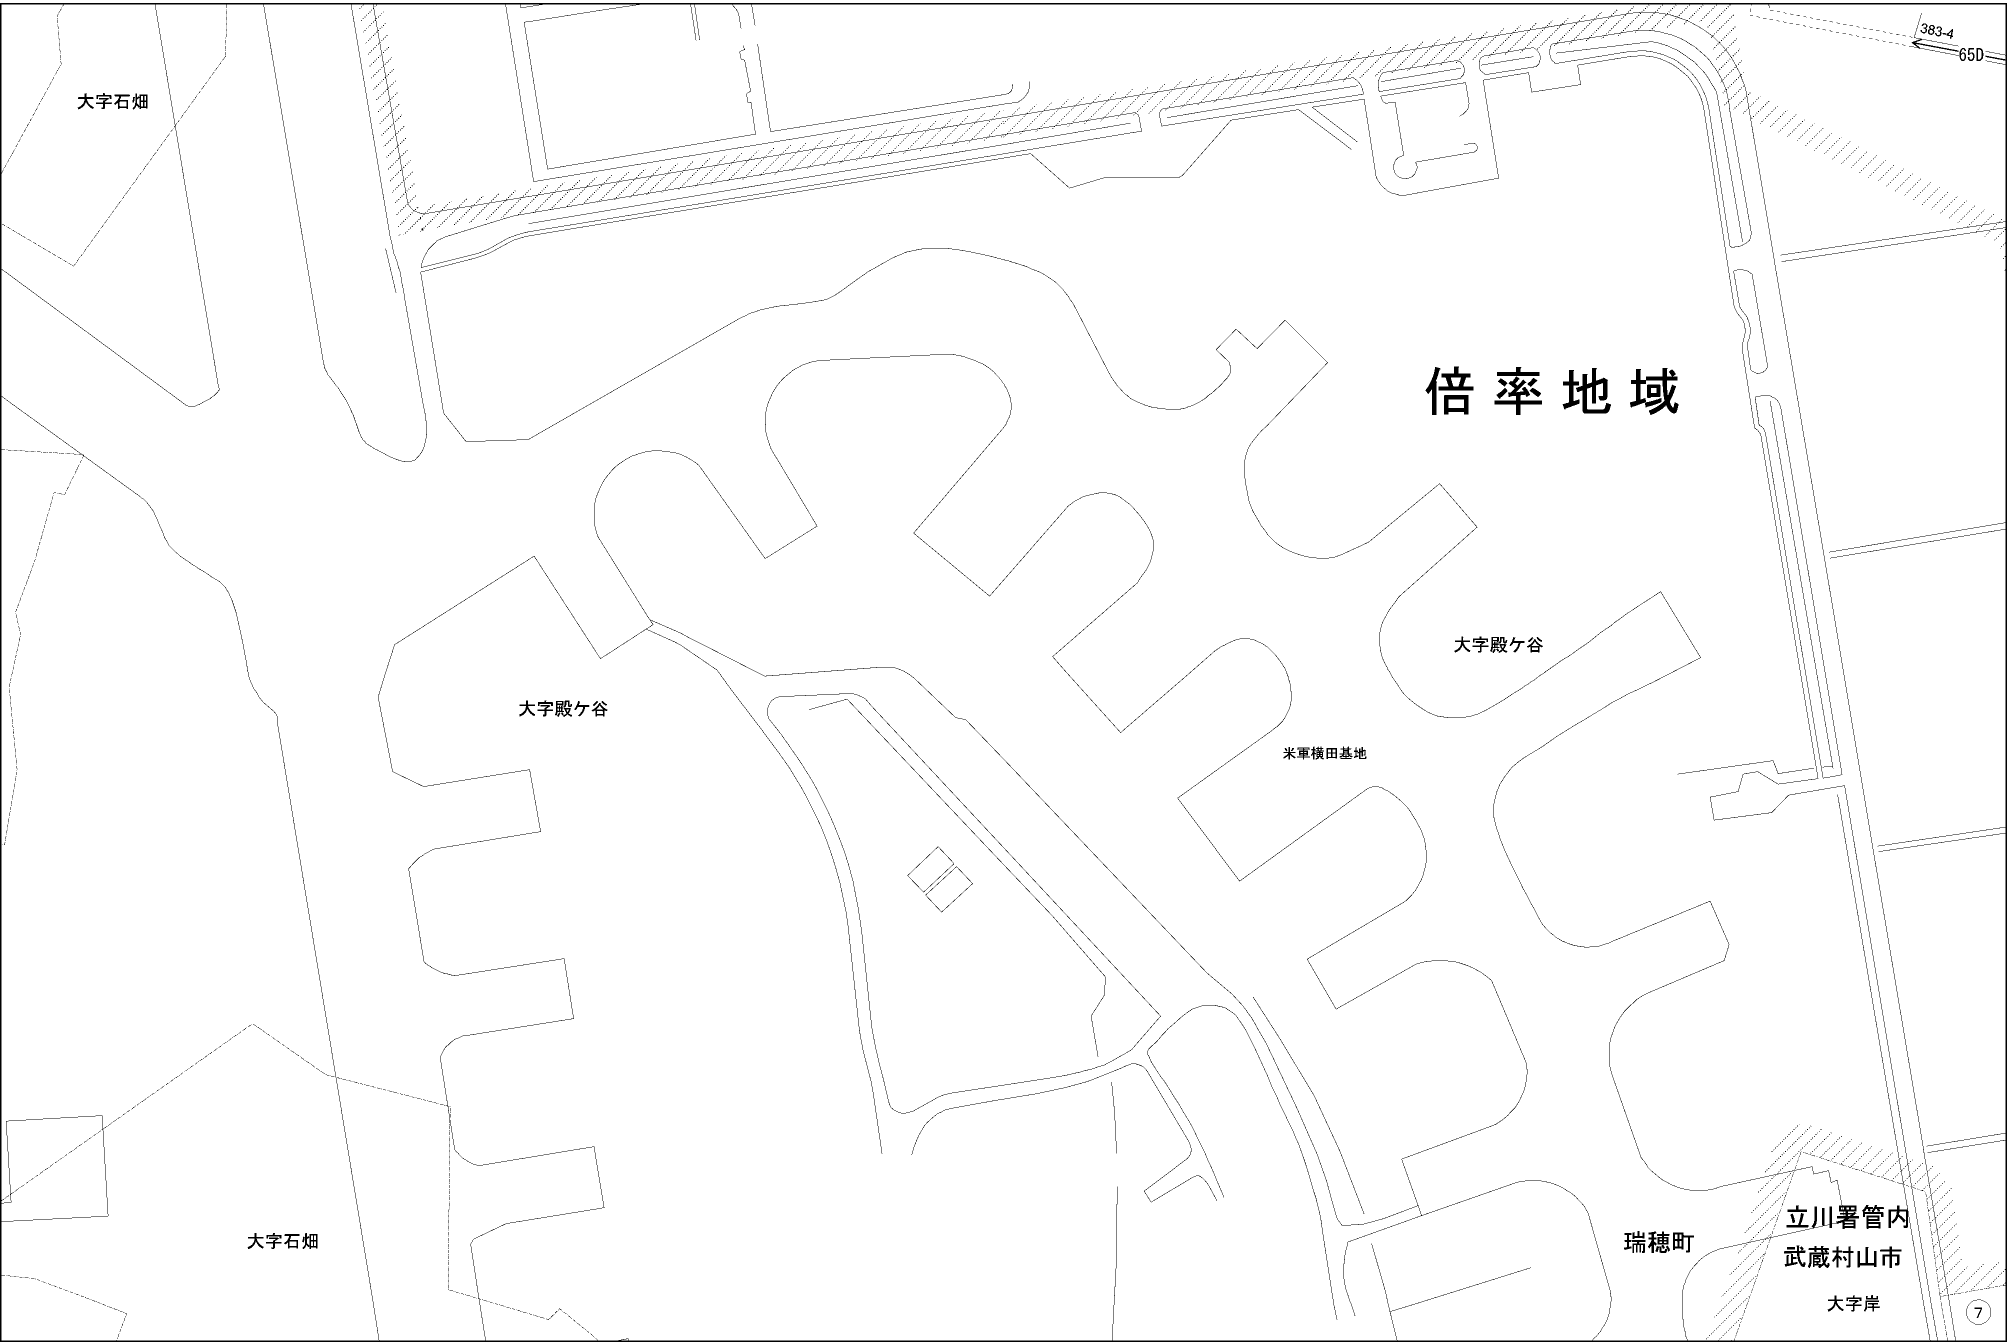 383-4
65D
大字石畑
倍率地域
大字殿ケ谷
大字殿ケ谷
米軍横田基地
立川署管内
大字石畑
瑞穂町
武蔵村山市
大字岸
7